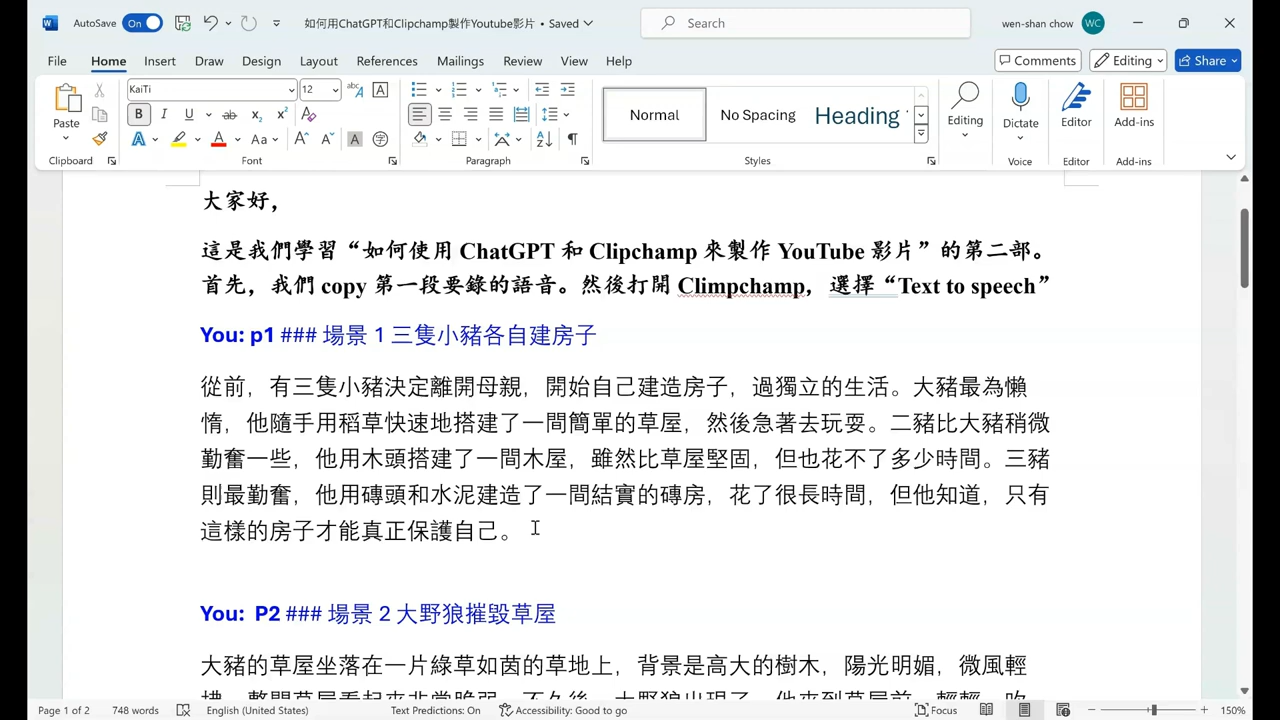 AutoSave On 如何用ChatGPT和Clipchamp製作Youtube影片 • Saved Search wen-shan chow WC
File Home Insert Draw Design Layout References Mailings Review View Help Comments Editing Share
Paste KaiTi 12 Normal No Spacing Heading Editing Dictate Editor Add-ins
Clipboard Font Paragraph Styles Voice Editor Add-ins
大家好，
這是我們學習“如何使用 ChatGPT 和 Clipchamp 來製作 YouTube 影片”的第二部。
首先，我們 copy 第一段要錄的語音。然後打開 Climpchamp，選擇“Text to speech”
You: p1 ### 場景 1 三隻小豬各自建房子
從前，有三隻小豬決定離開母親，開始自己建造房子，過獨立的生活。大豬最為懶
惰，他隨手用稻草快速地搭建了一間簡單的草屋，然後急著去玩耍。二豬比大豬稍微
勤奮一些，他用木頭搭建了一間木屋，雖然比草屋堅固，但也花不了多少時間。三豬
則最勤奮，他用磚頭和水泥建造了一間結實的磚房，花了很長時間，但他知道，只有
這樣的房子才能真正保護自己。
You: P2 ### 場景 2 大野狼摧毀草屋
大豬的草屋坐落在一片綠草如茵的草地上，背景是高大的樹木，陽光明媚，微風輕
Page 1 of 2 748 words English (United States) Text Predictions: On Accessibility: Good to go Focus 150%